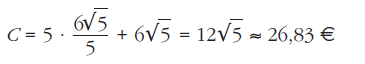 C = 5 · 6√5/5 + 6√5 = 12√5 ≈ 26,83 €